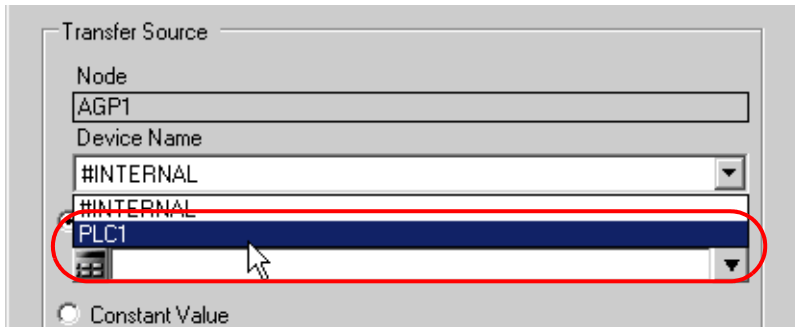 Transfer Source
Node
AGP1
Device Name
#INTERNAL
#INTERNAL
PLC1
Constant Value